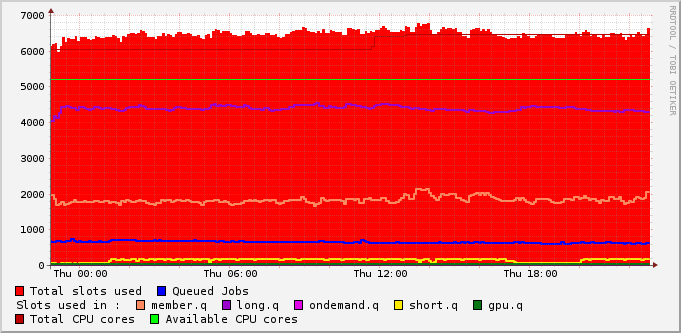 7000
6000
5000
4000
3000
2000
1000
0
Thu 00:00 Thu 06:00 Thu 12:00 Thu 18:00
Total slots used Queued Jobs
Slots used in : member.q long.q ondemand.q short.q gpu.q
Total CPU cores Available CPU cores
RRDTOOL / TOBI OETIKER